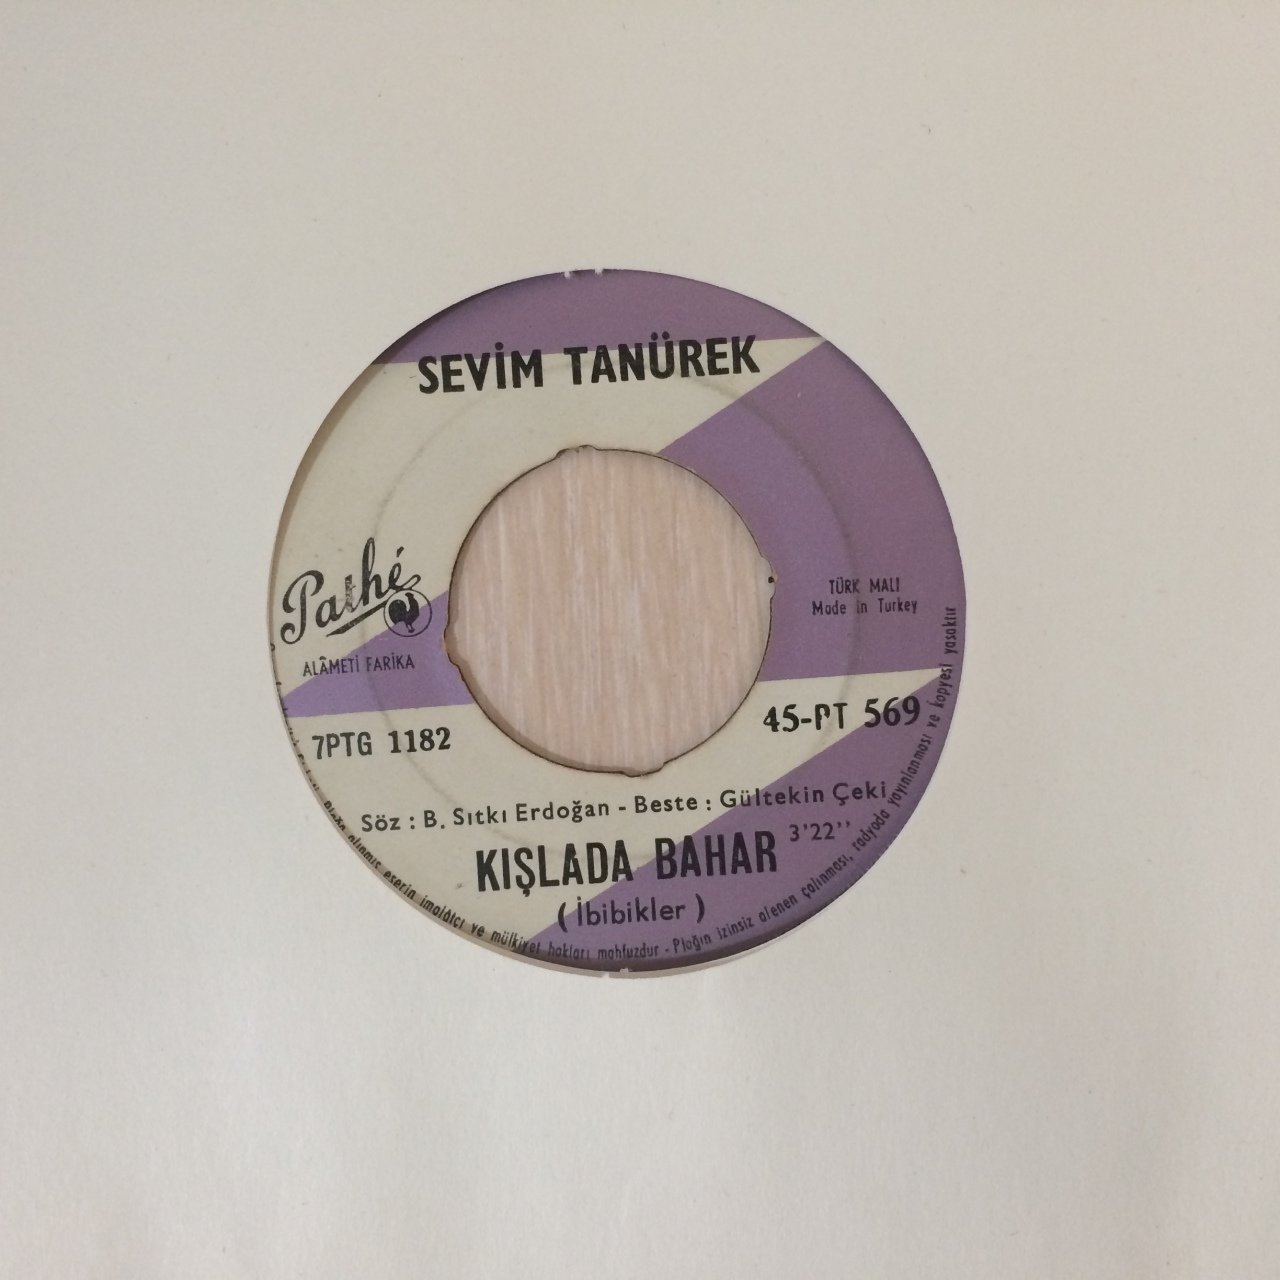 SEVİM TANÜREK
Pathé
ALÂMETİ FARİKA
TÜRK MALI
Made in Turkey
7PTG 1182
45-PT 569
Söz : B. Sıtkı Erdoğan - Beste : Gültekin Çeki
KIŞLADA BAHAR 3'22''
( İbibikler )
alınmış eserin imalâtçı ve mülkiyet hakları mahfuzdur - Plağın izinsiz alenen çalınması, radyoda yayınlanması ve kopyesi yasaktır